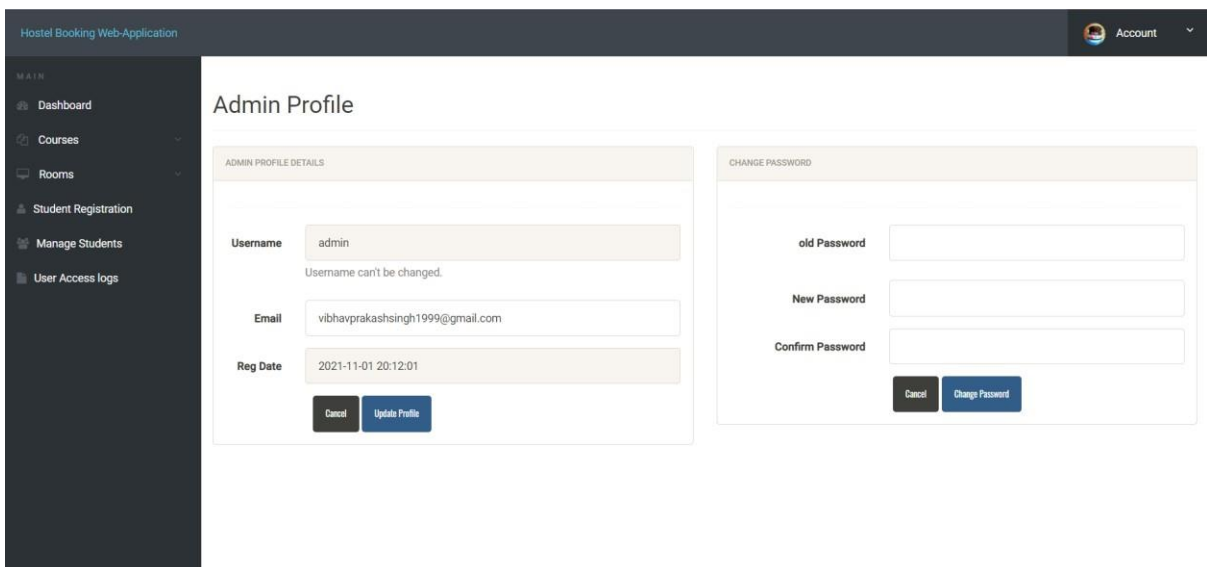 Hostel Booking Web-Application
Account
MAIN
Dashboard
Courses
Rooms
Student Registration
Manage Students
User Access logs
Admin Profile
ADMIN PROFILE DETAILS
Username admin
Username can't be changed.
Email vibhavprakashsingh1999@gmail.com
Reg Date 2021-11-01 20:12:01
Cancel Update Profile
CHANGE PASSWORD
old Password
New Password
Confirm Password
Cancel Change Password